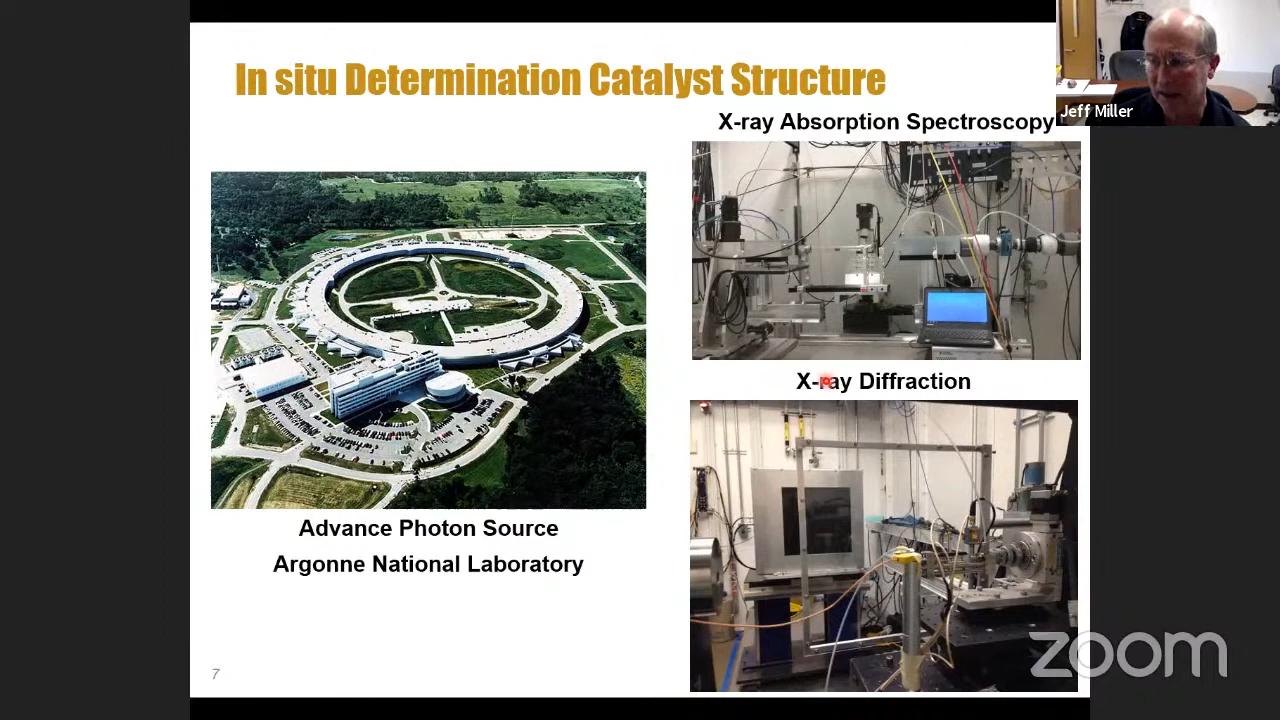 In situ Determination Catalyst Structure
Jeff Miller
X-ray Absorption Spectroscopy
X-ray Diffraction
Advance Photon Source
Argonne National Laboratory
7
zoom